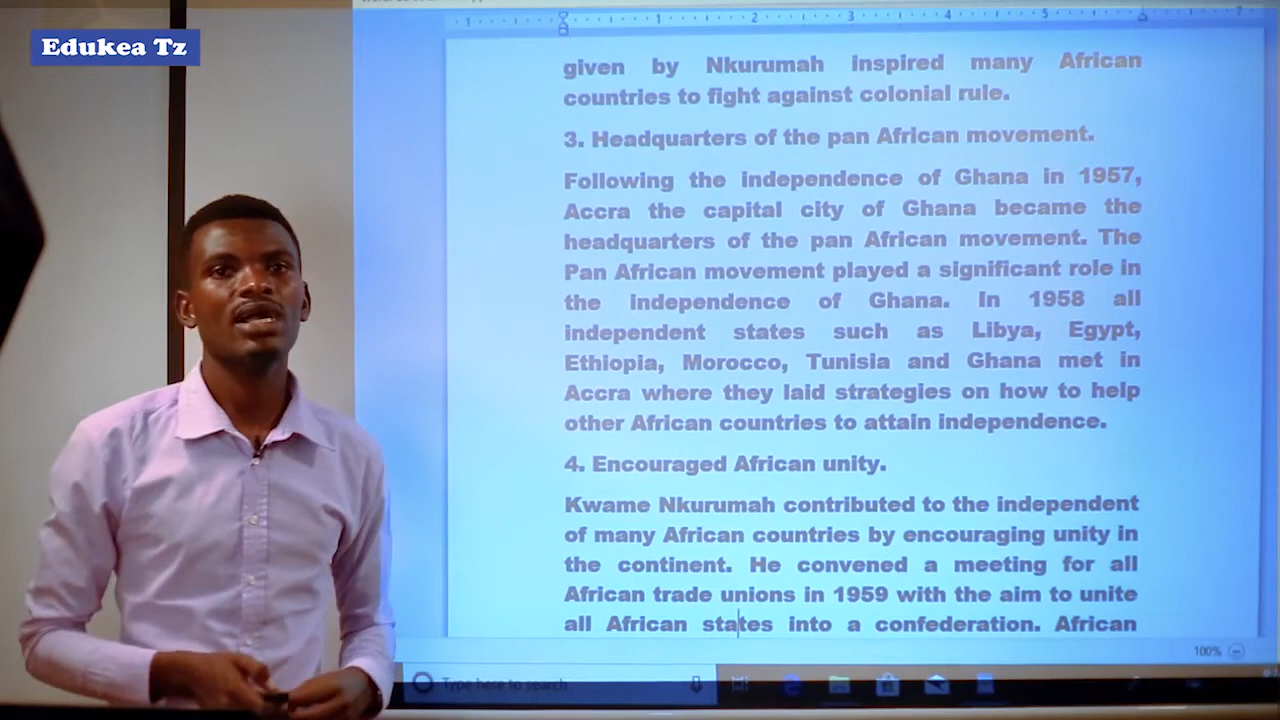 Edukea Tz
given by Nkurumah inspired many African
countries to fight against colonial rule.
3. Headquarters of the pan African movement.
Following the independence of Ghana in 1957,
Accra the capital city of Ghana became the
headquarters of the pan African movement. The
Pan African movement played a significant role in
the independence of Ghana. In 1958 all
independent states such as Libya, Egypt,
Ethiopia, Morocco, Tunisia and Ghana met in
Accra where they laid strategies on how to help
other African countries to attain independence.
4. Encouraged African unity.
Kwame Nkurumah contributed to the independent
of many African countries by encouraging unity in
the continent. He convened a meeting for all
African trade unions in 1959 with the aim to unite
all African states into a confederation. African
100%
Type here to search